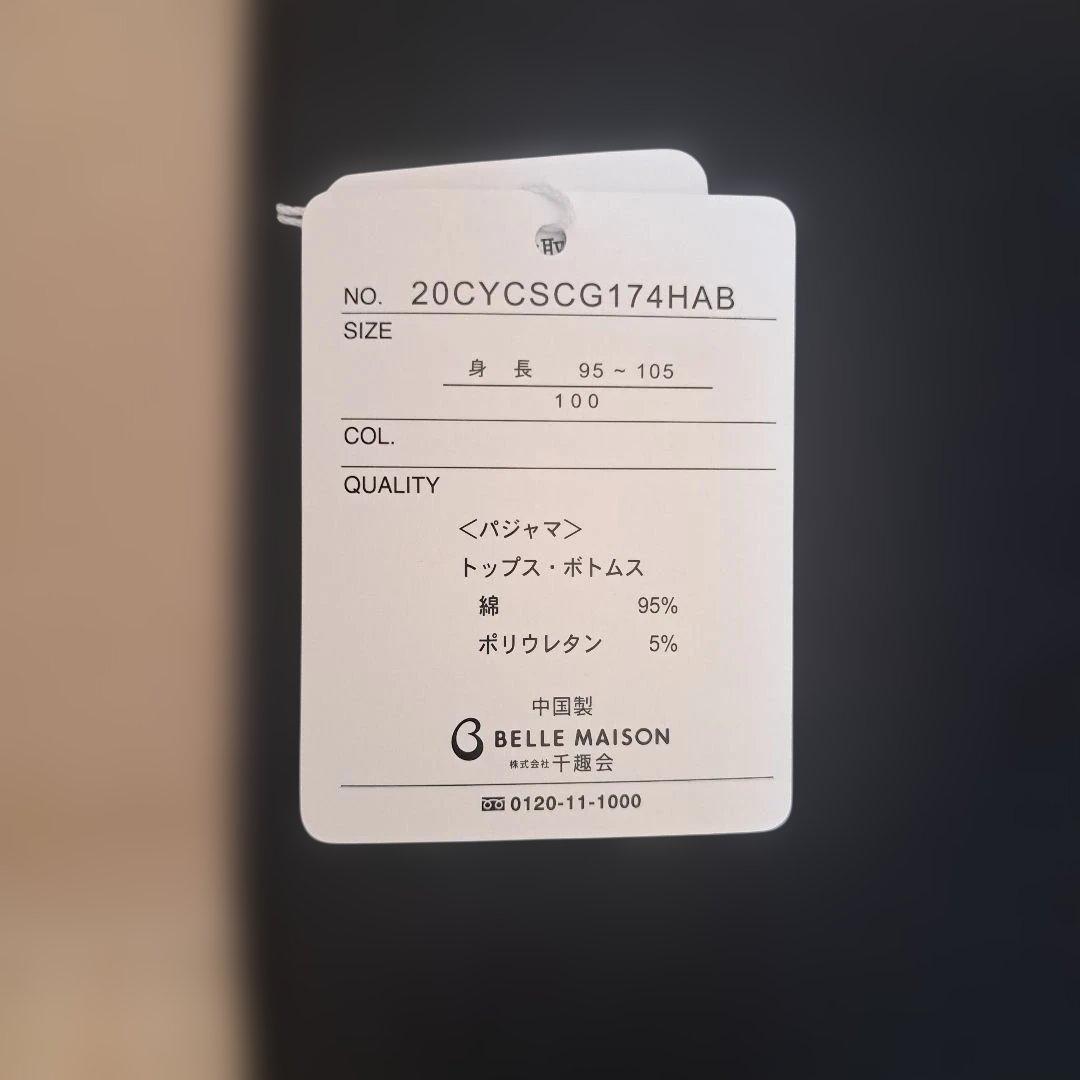 取
NO. 20CYCSCG174HAB
SIZE
身 長 95 ~ 105
100
COL.
QUALITY
<パジャマ>
トップス・ボトムス
綿 95%
ポリウレタン 5%
中国製
BELLE MAISON
株式会社千趣会
0120-11-1000